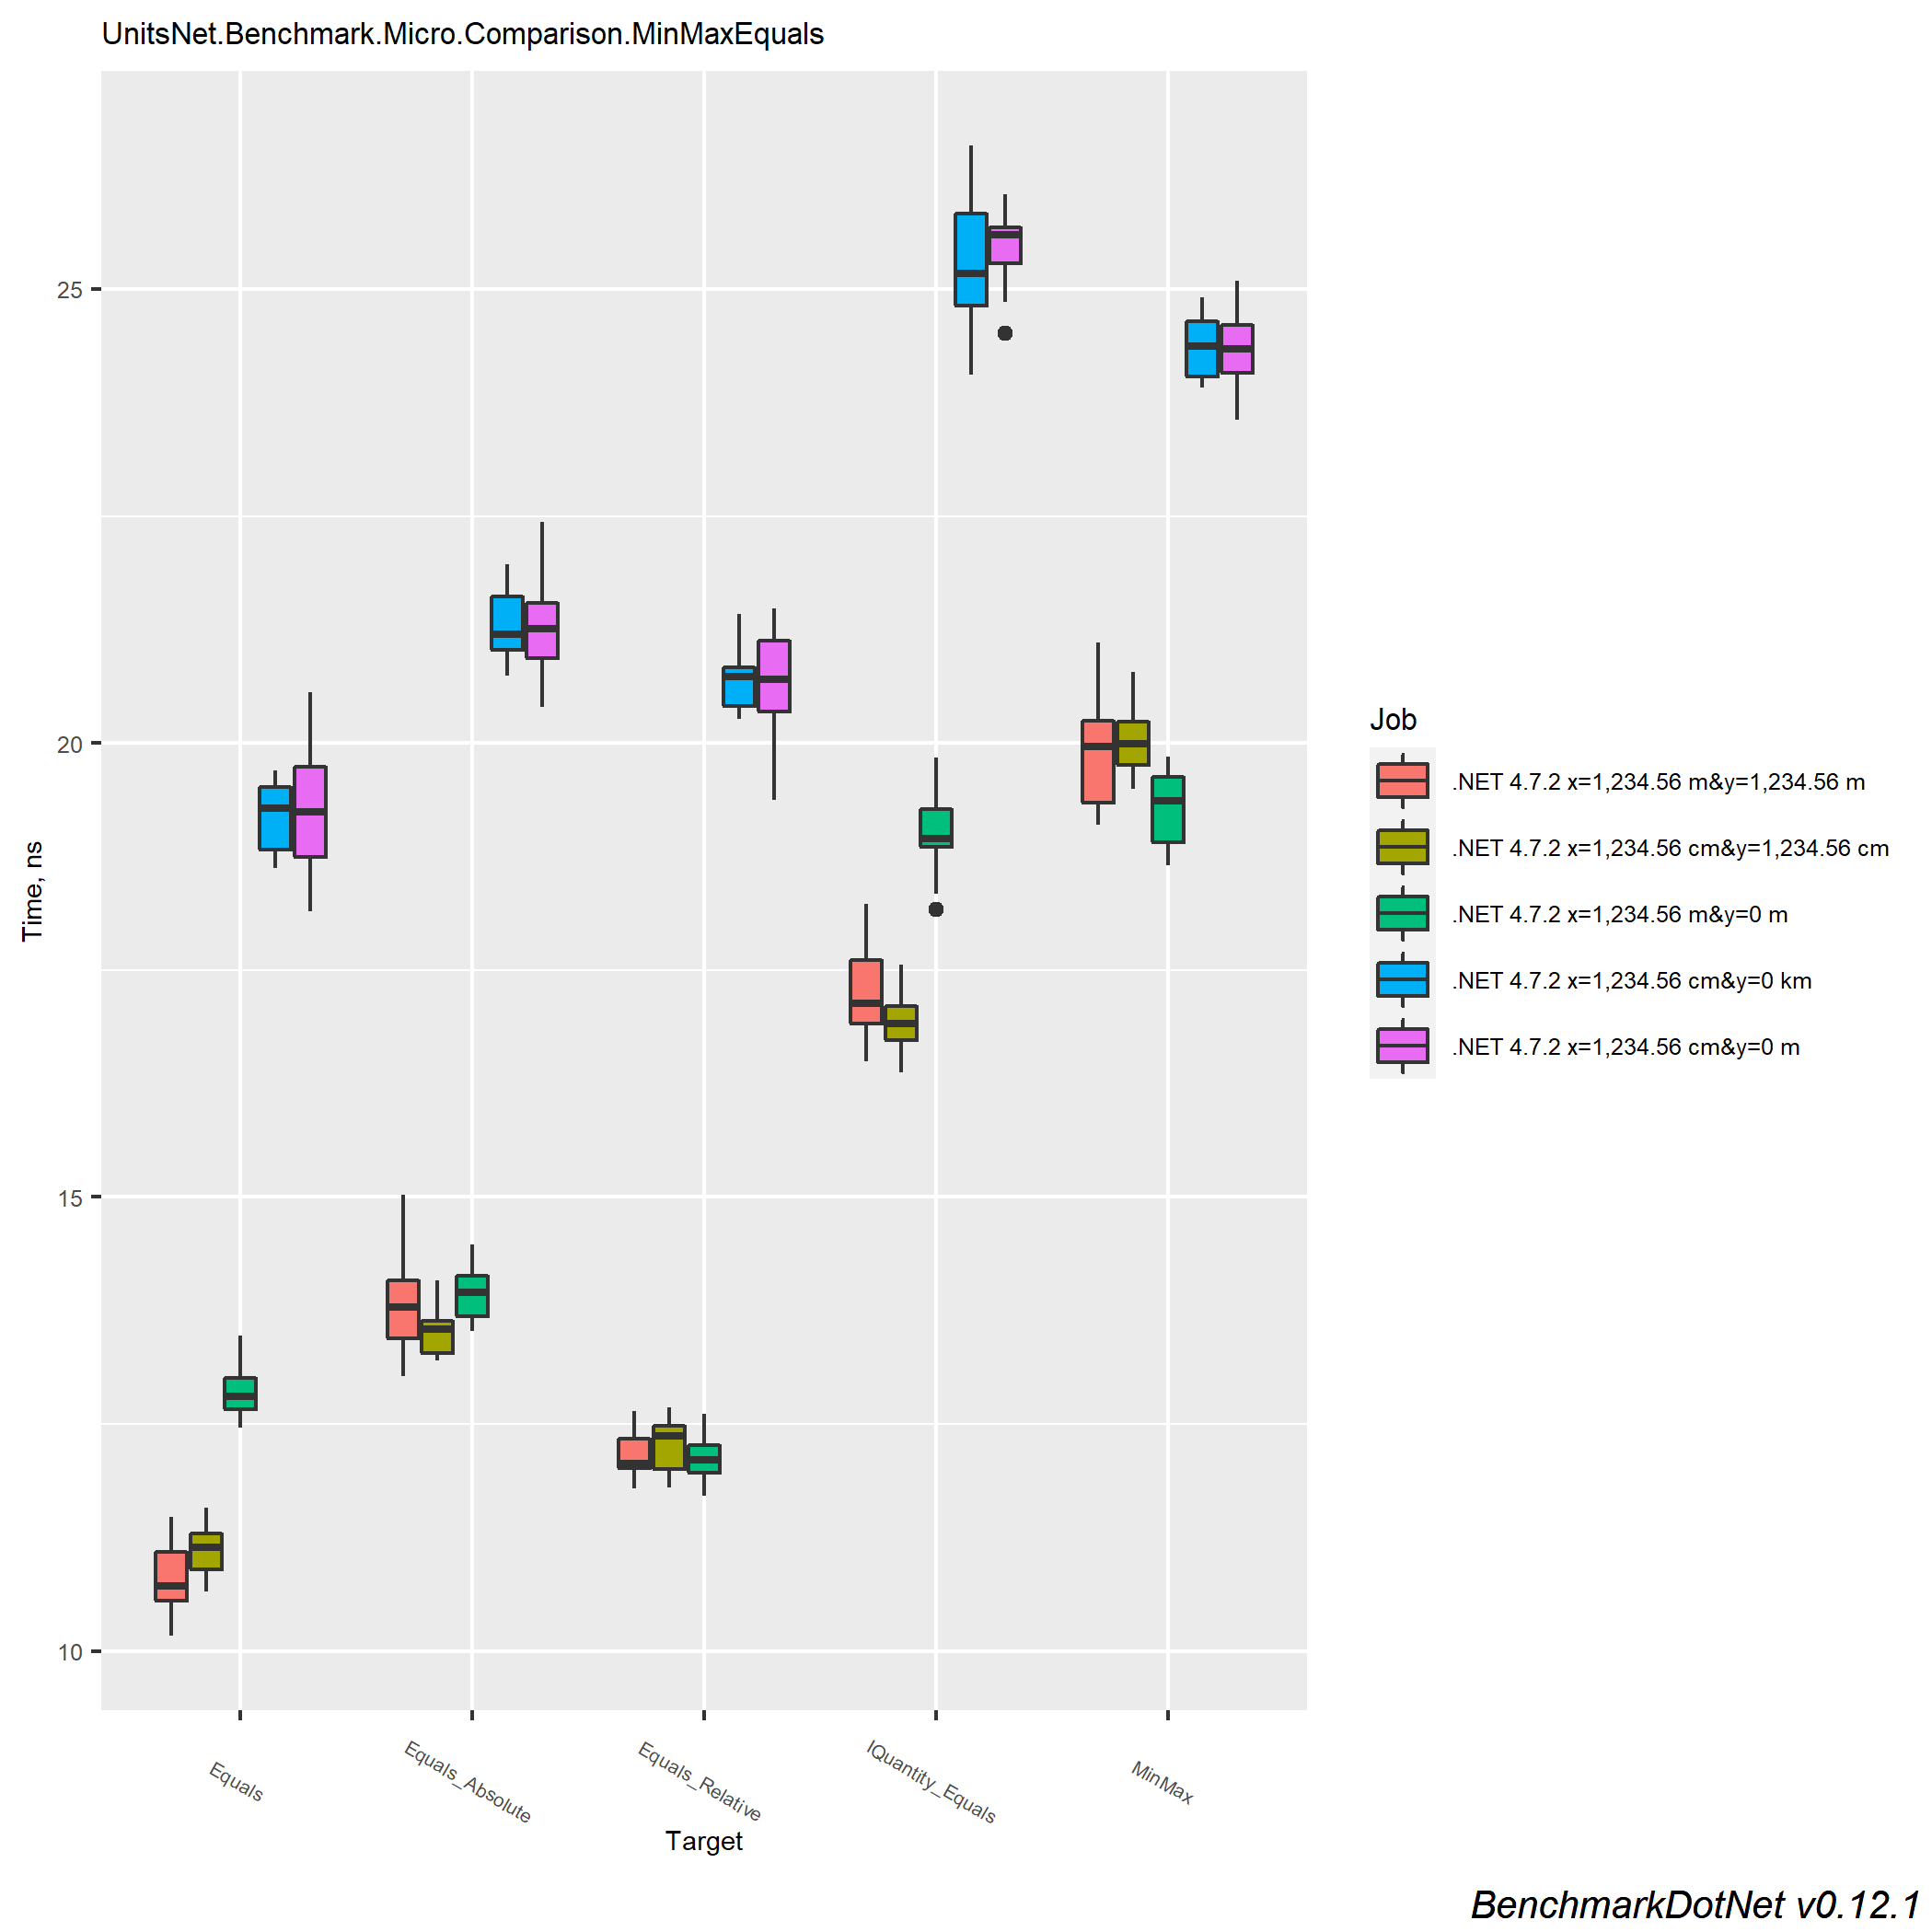 UnitsNet.Benchmark.Micro.Comparison.MinMaxEquals
25
20
15
10
Time, ns
Equals
Equals_Absolute
Equals_Relative
IQuantity_Equals
MinMax
Target
Job
.NET 4.7.2 x=1,234.56 m&y=1,234.56 m
.NET 4.7.2 x=1,234.56 cm&y=1,234.56 cm
.NET 4.7.2 x=1,234.56 m&y=0 m
.NET 4.7.2 x=1,234.56 cm&y=0 km
.NET 4.7.2 x=1,234.56 cm&y=0 m
BenchmarkDotNet v0.12.1